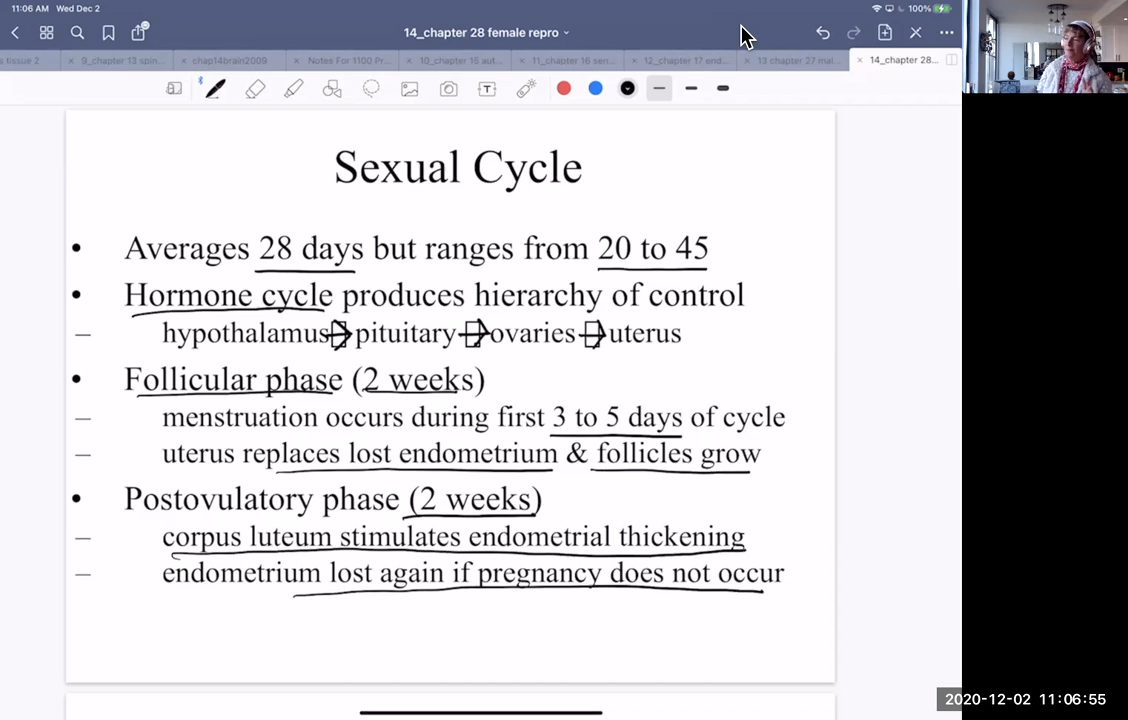 11:06 AM Wed Dec 2
100%
14_chapter 28 female repro
s tissue 2
9_chapter 13 spin...
chap14brain2009
Notes For 1100 Pr...
10_chapter 15 aut...
11_chapter 16 sen...
12_chapter 17 end...
13 chapter 27 mal...
14_chapter 28...
T
Sexual Cycle
• Averages 28 days but ranges from 20 to 45
• Hormone cycle produces hierarchy of control
— hypothalamus→pituitary→ovaries→uterus
• Follicular phase (2 weeks)
— menstruation occurs during first 3 to 5 days of cycle
— uterus replaces lost endometrium & follicles grow
• Postovulatory phase (2 weeks)
— corpus luteum stimulates endometrial thickening
— endometrium lost again if pregnancy does not occur
2020-12-02 11:06:55